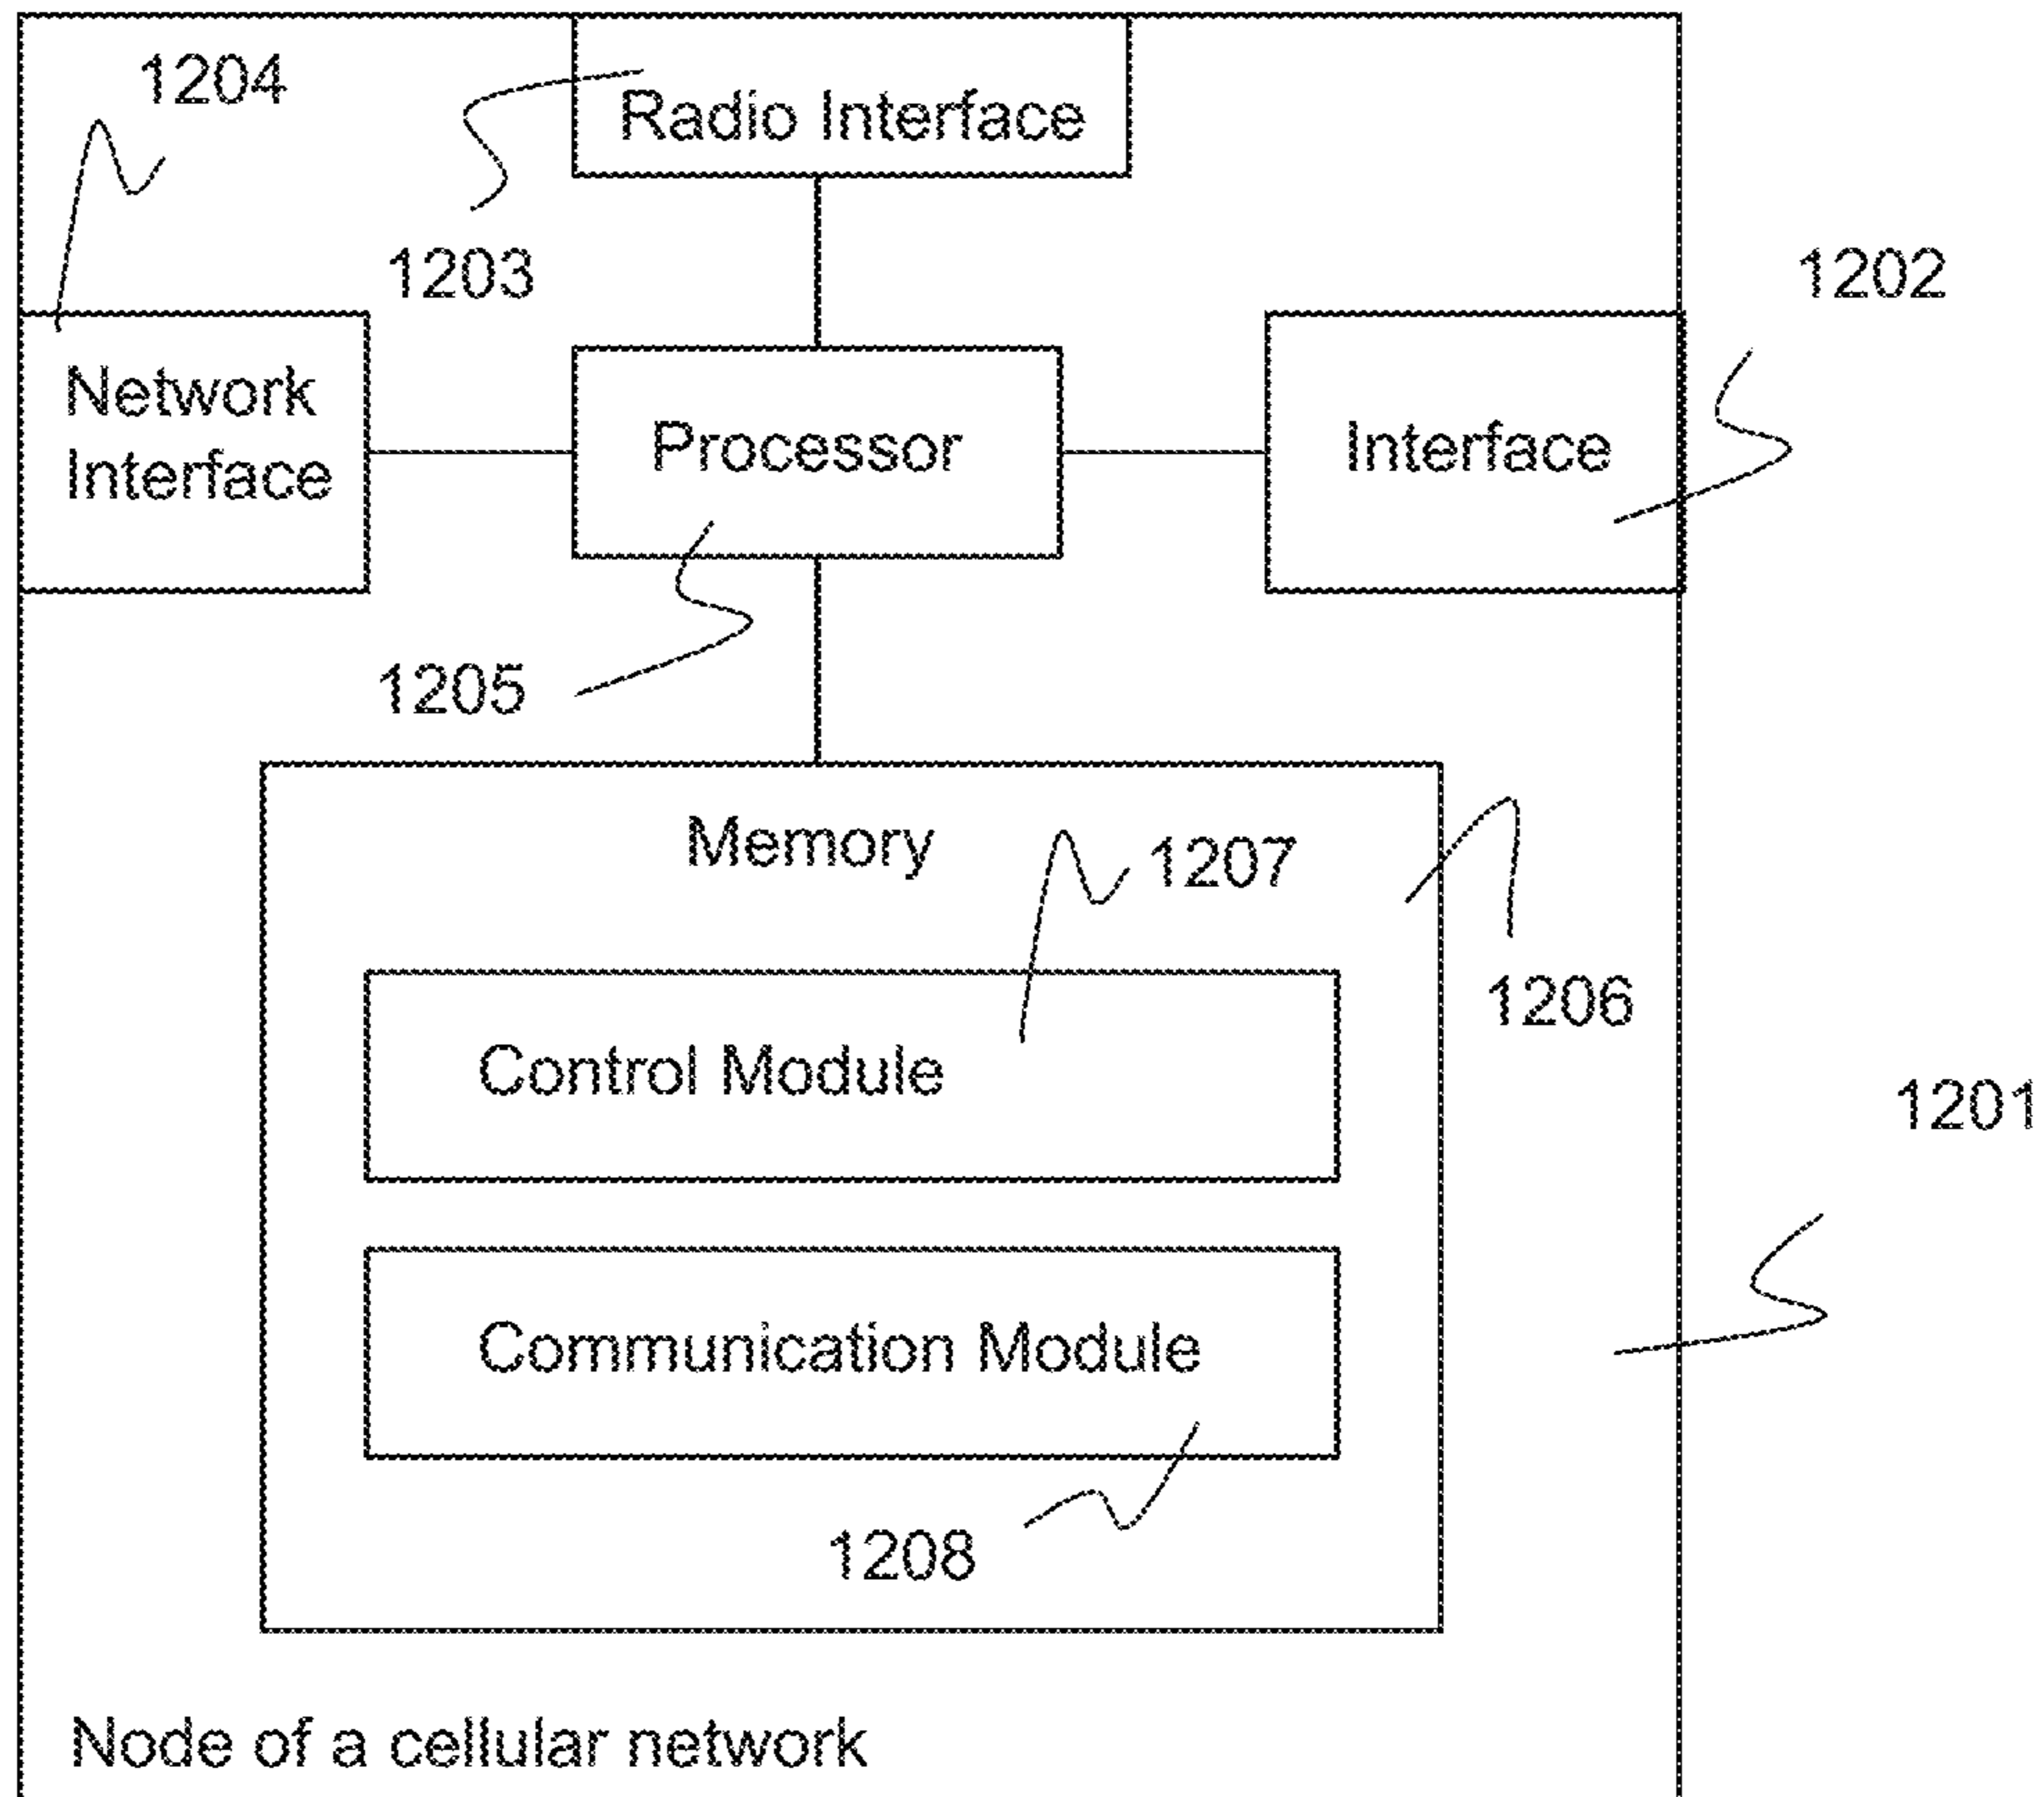 1204
Radio Interface
1203
1202
Network
Interface
Processor
Interface
1205
Memory
1207
1206
Control Module
1201
Communication Module
1208
Node of a cellular network